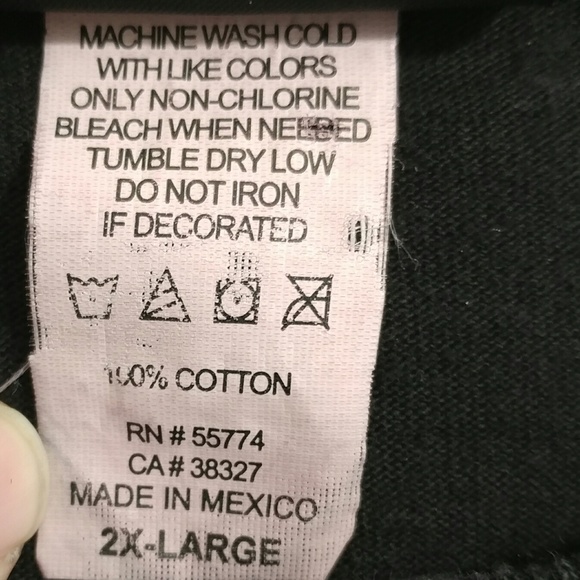 MACHINE WASH COLD
WITH LIKE COLORS
ONLY NON-CHLORINE
BLEACH WHEN NEEDED
TUMBLE DRY LOW
DO NOT IRON
IF DECORATED
100% COTTON
RN # 55774
CA # 38327
MADE IN MEXICO
2X-LARGE